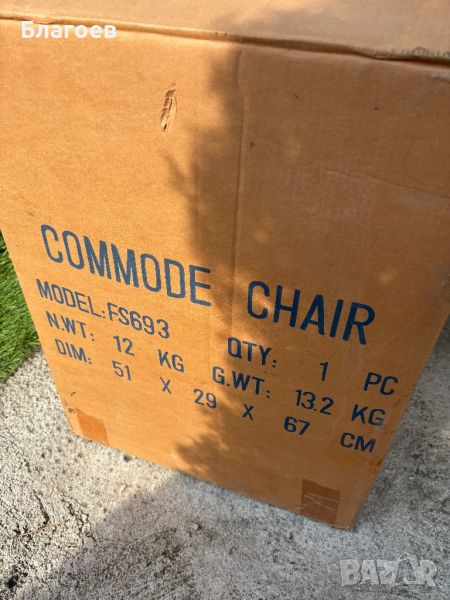 Благоев
COMMODE CHAIR
MODEL: FS693 QTY: 1 PC
N.WT: 12 KG G.WT: 13.2 KG
DIM: 51 X 29 X 67 CM
BAZAR